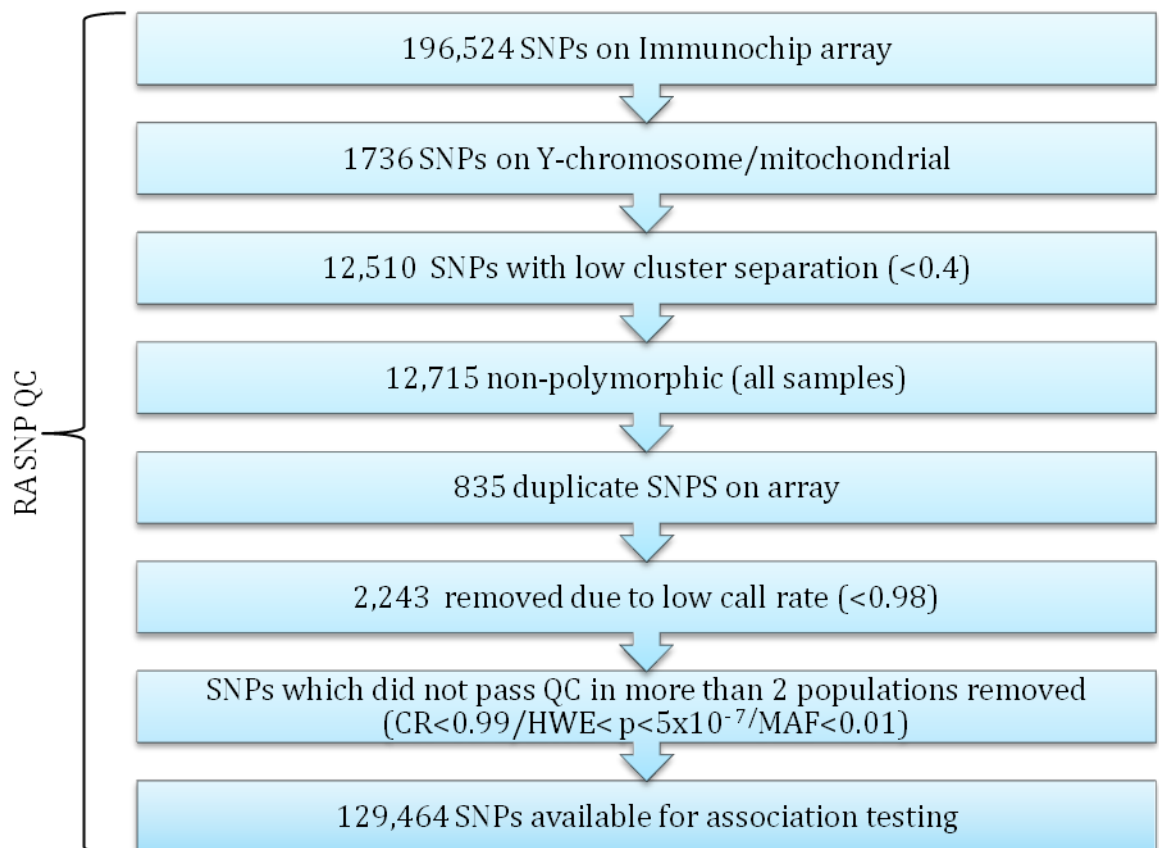 196,524 SNPs on Immunochip array
1736 SNPs on Y-chromosome/mitochondrial
12,510 SNPs with low cluster separation (<0.4)
12,715 non-polymorphic (all samples)
835 duplicate SNPS on array
2,243 removed due to low call rate (<0.98)
SNPs which did not pass QC in more than 2 populations removed
(CR<0.99/HWE< p<5x10⁻⁷/MAF<0.01)
129,464 SNPs available for association testing
RA SNP QC